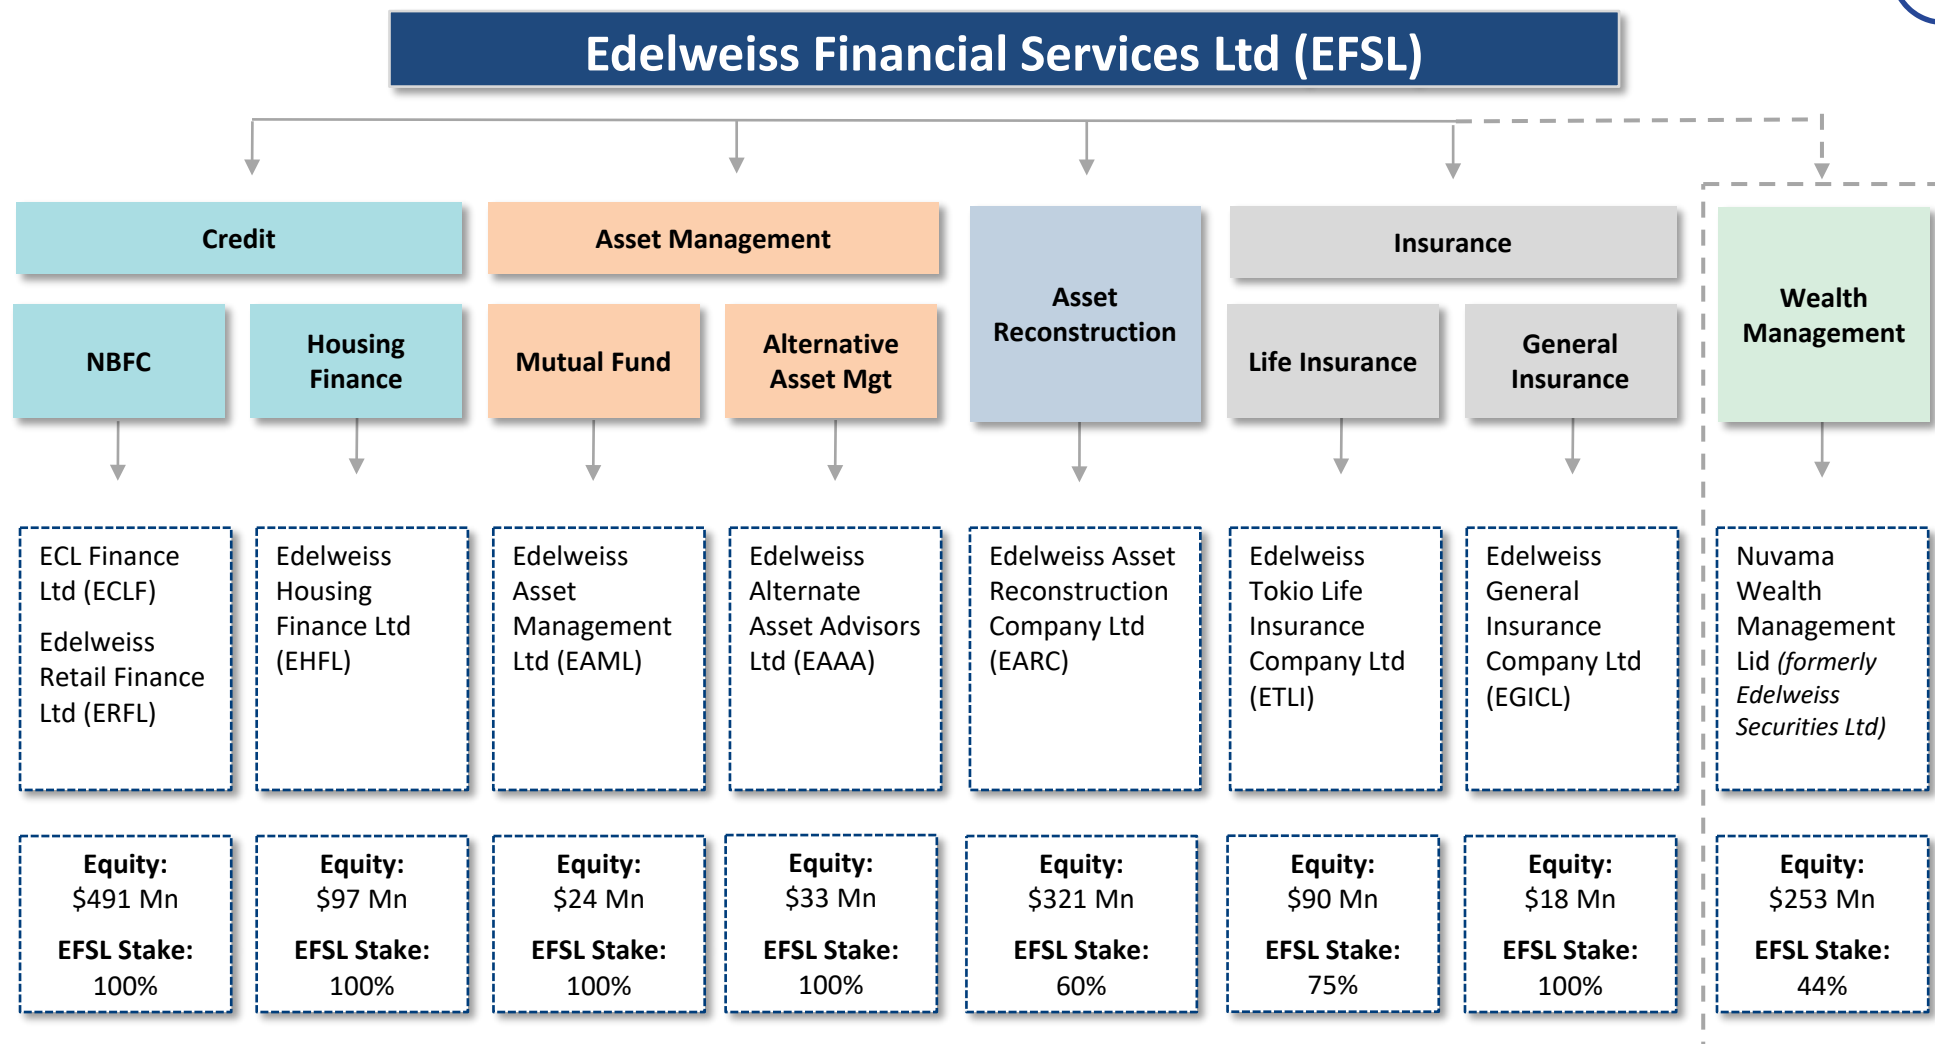 Edelweiss Financial Services Ltd (EFSL)
Credit
Asset Management
Asset
Reconstruction
Insurance
Wealth
Management
NBFC
Housing
Finance
Mutual Fund
Alternative
Asset Mgt
Life Insurance
General
Insurance
ECL Finance
Ltd (ECLF)
Edelweiss
Retail Finance
Ltd (ERFL)
Edelweiss
Housing
Finance Ltd
(EHFL)
Edelweiss
Asset
Management
Ltd (EAML)
Edelweiss
Alternate
Asset Advisors
Ltd (EAAA)
Edelweiss Asset
Reconstruction
Company Ltd
(EARC)
Edelweiss
Tokio Life
Insurance
Company Ltd
(ETLI)
Edelweiss
General
Insurance
Company Ltd
(EGICL)
Nuvama
Wealth
Management
Lid (formerly
Edelweiss
Securities Ltd)
Equity:
$491 Mn
EFSL Stake:
100%
Equity:
$97 Mn
EFSL Stake:
100%
Equity:
$24 Mn
EFSL Stake:
100%
Equity:
$33 Mn
EFSL Stake:
100%
Equity:
$321 Mn
EFSL Stake:
60%
Equity:
$90 Mn
EFSL Stake:
75%
Equity:
$18 Mn
EFSL Stake:
100%
Equity:
$253 Mn
EFSL Stake:
44%